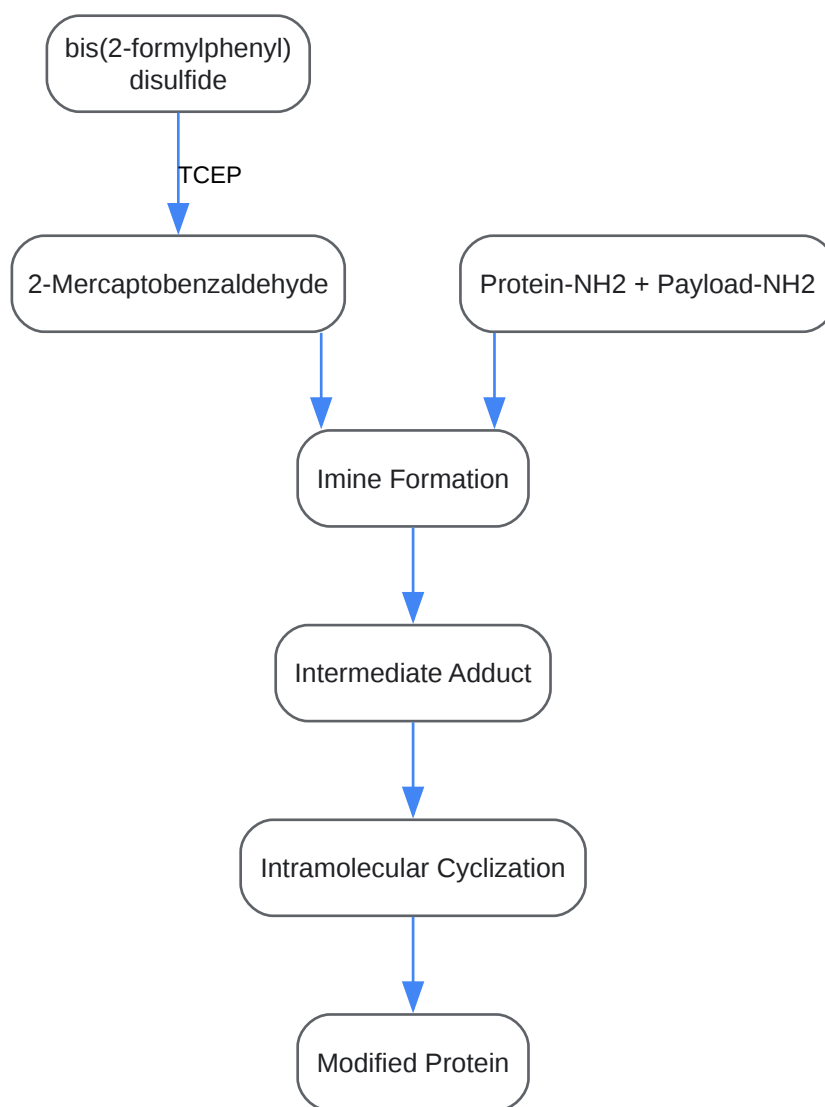 bis(2-formylphenyl)
disulfide
TCEP
2-Mercaptobenzaldehyde
Protein-NH2 + Payload-NH2
Imine Formation
Intermediate Adduct
Intramolecular Cyclization
Modified Protein